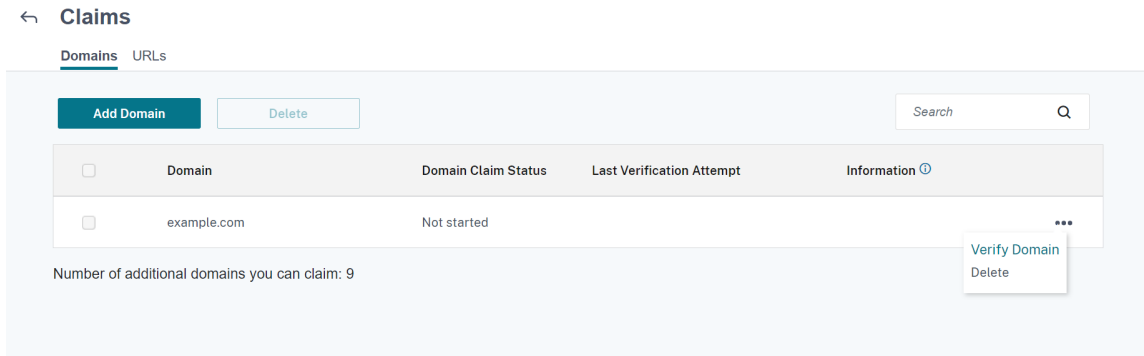 Claims
Domains URLs
Add Domain Delete Search
Domain Domain Claim Status Last Verification Attempt Information
example.com Not started
Verify Domain
Delete
Number of additional domains you can claim: 9